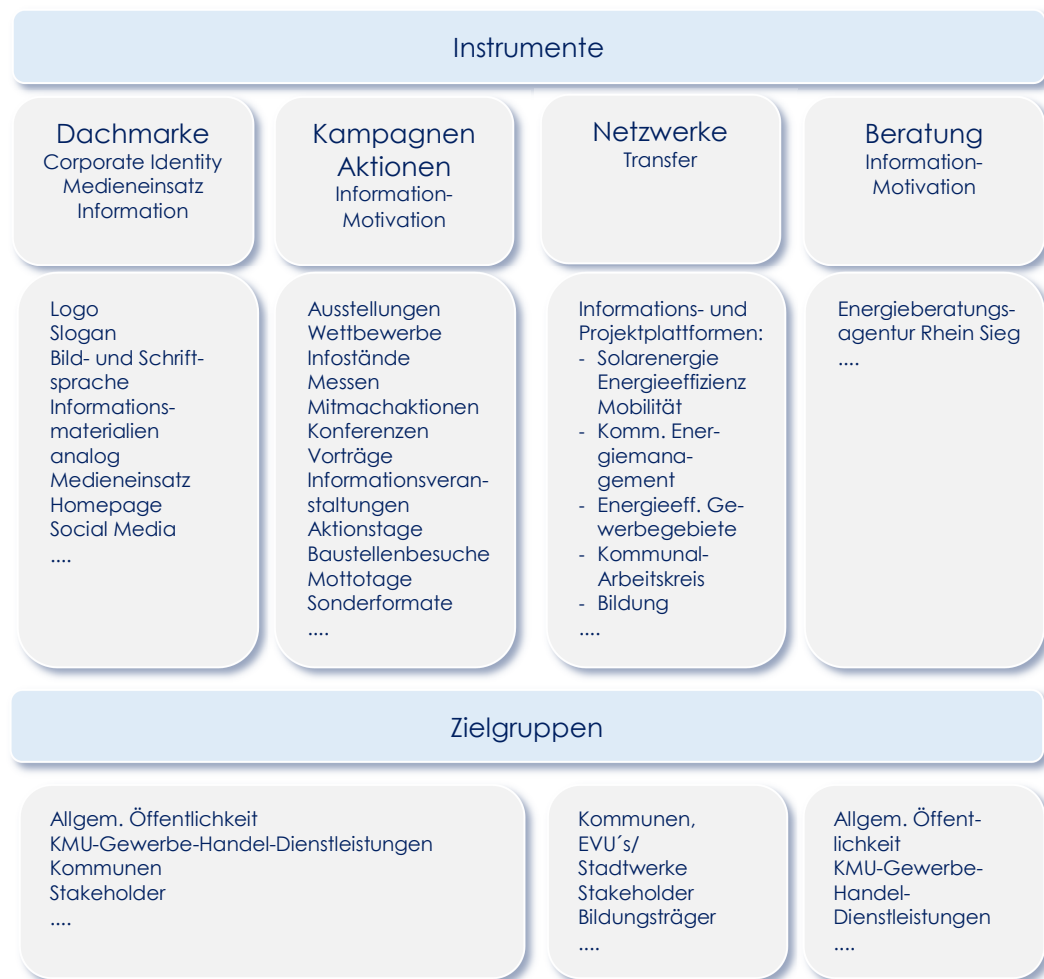 Instrumente
Dachmarke
Corporate Identity
Medieneinsatz
Information
Kampagnen
Aktionen
Information-
Motivation
Netzwerke
Transfer
Beratung
Information-
Motivation
Logo
Slogan
Bild- und Schrift-
sprache
Informations-
materialien
analog
Medieneinsatz
Homepage
Social Media
....
Ausstellungen
Wettbewerbe
Infostände
Messen
Mitmachaktionen
Konferenzen
Vorträge
Informationsveran-
staltungen
Aktionstage
Baustellenbesuche
Mottotage
Sonderformate
....
Informations- und
Projektplattformen:
- Solarenergie
Energieeffizienz
Mobilität
- Komm. Ener-
giemana-
gement
- Energieeff. Ge-
werbegebiete
- Kommunal-
Arbeitskreis
- Bildung
....
Energieberatungs-
agentur Rhein Sieg
....
Zielgruppen
Allgem. Öffentlichkeit
KMU-Gewerbe-Handel-Dienstleistungen
Kommunen
Stakeholder
....
Kommunen,
EVU´s/
Stadtwerke
Stakeholder
Bildungsträger
....
Allgem. Öffent-
lichkeit
KMU-Gewerbe-
Handel-
Dienstleistungen
....